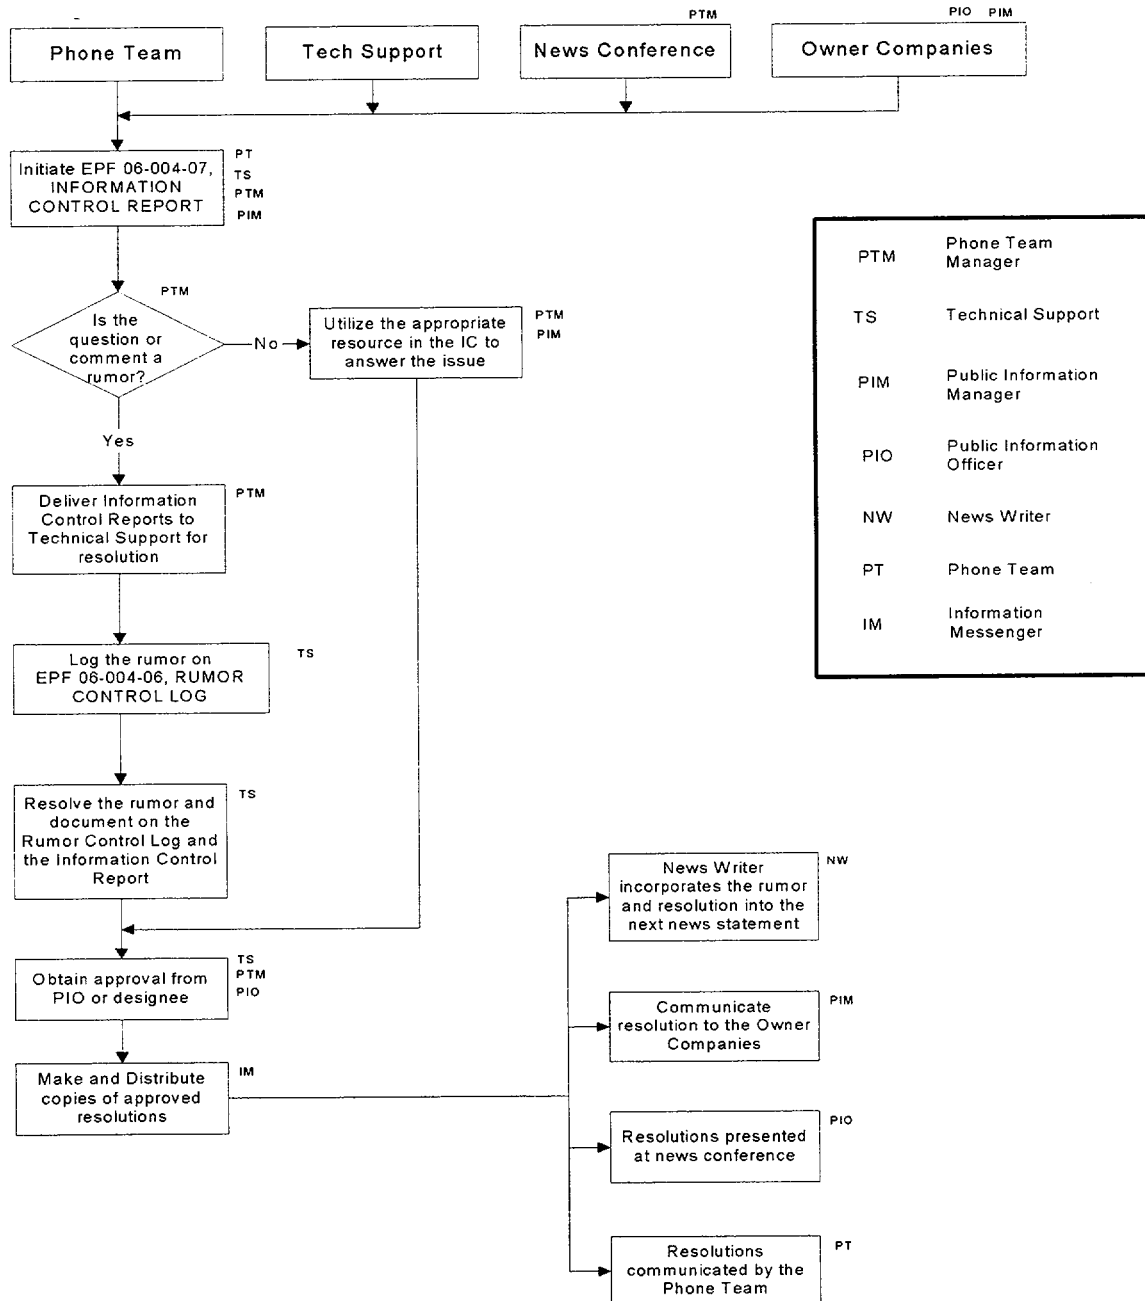 PTM
PIO PIM
Phone Team
Tech Support
News Conference
Owner Companies
Initiate EPF 06-004-07,
INFORMATION
CONTROL REPORT
PT
TS
PTM
PIM
PTM
Is the
question or
comment a
rumor?
No
Utilize the appropriate
resource in the IC to
answer the issue
PTM
PIM
Yes
Deliver Information
Control Reports to
Technical Support for
resolution
PTM
Log the rumor on
EPF 06-004-06, RUMOR
CONTROL LOG
TS
Resolve the rumor and
document on the
Rumor Control Log and
the Information Control
Report
TS
Obtain approval from
PIO or designee
TS
PTM
PIO
Make and Distribute
copies of approved
resolutions
IM
News Writer
incorporates the rumor
and resolution into the
next news statement
NW
Communicate
resolution to the Owner
Companies
PIM
Resolutions presented
at news conference
PIO
Resolutions
communicated by the
Phone Team
PT
PTM Phone Team
Manager
TS Technical Support
PIM Public Information
Manager
PIO Public Information
Officer
NW News Writer
PT Phone Team
IM Information
Messenger